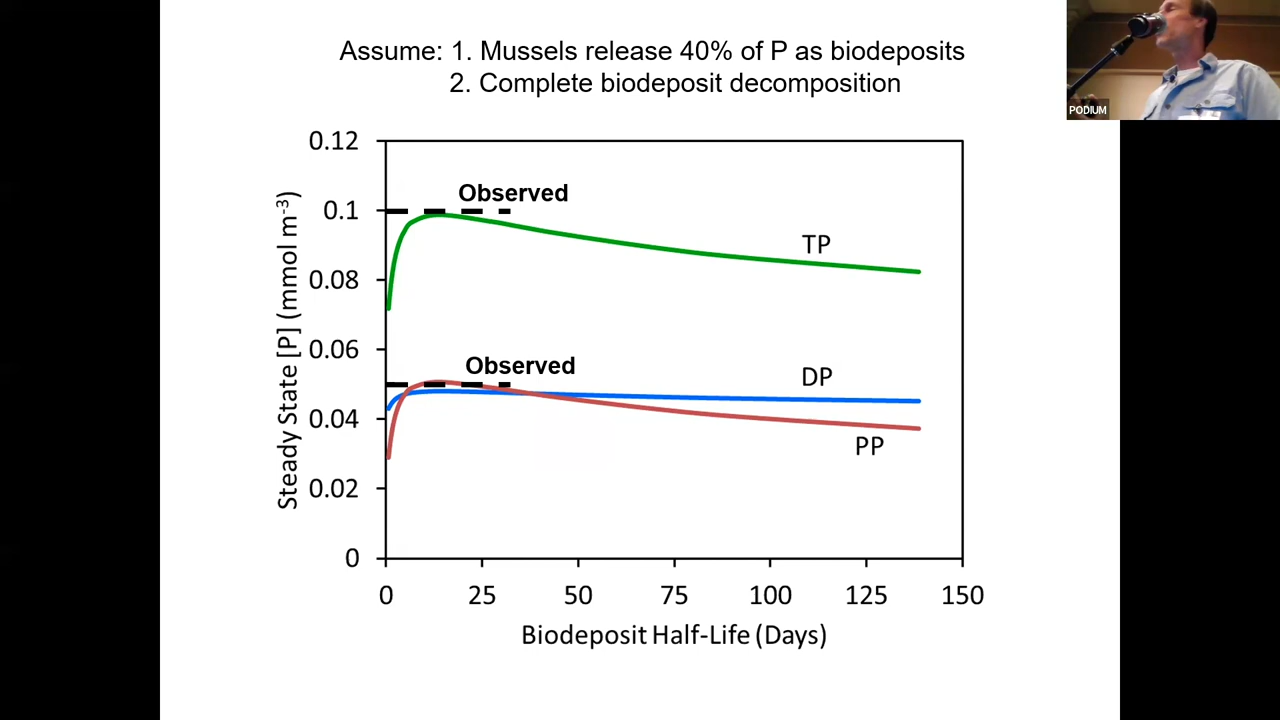 Assume: 1. Mussels release 40% of P as biodeposits
2. Complete biodeposit decomposition
PODIUM
0.12
0.1
0.08
0.06
0.04
0.02
0
Steady State [P] (mmol m⁻³)
Observed
TP
Observed
DP
PP
0 25 50 75 100 125 150
Biodeposit Half-Life (Days)